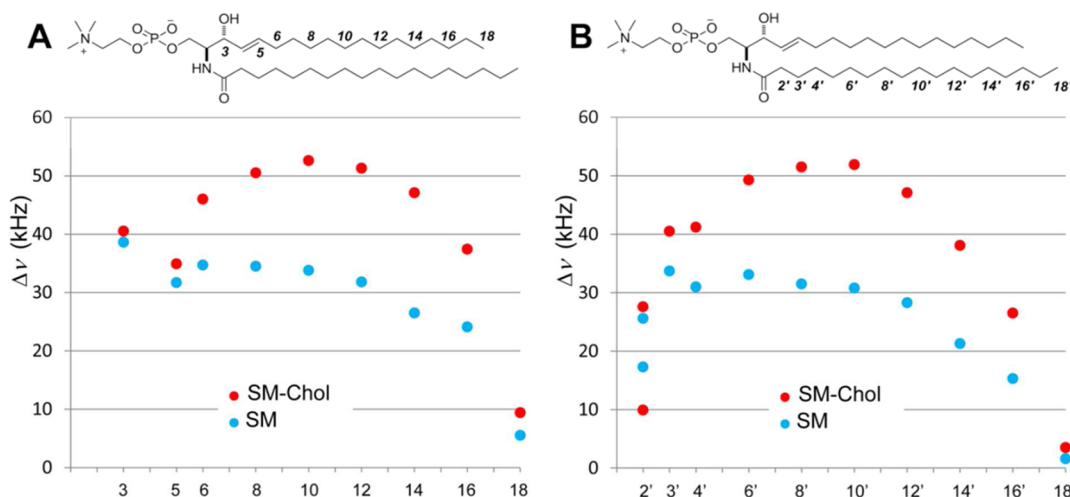 A
OH
O O⊖
N P 3 5 6 8 10 12 14 16 18
+ O O
HN
O
60
50
40
30
20
10
0
Δν (kHz)
SM-Chol
SM
3 5 6 8 10 12 14 16 18
B
OH
O O⊖
N P
+ O O
HN
O 2' 3' 4' 6' 8' 10' 12' 14' 16' 18'
60
50
40
30
20
10
0
Δν (kHz)
SM-Chol
SM
2' 3' 4' 6' 8' 10' 12' 14' 16' 18